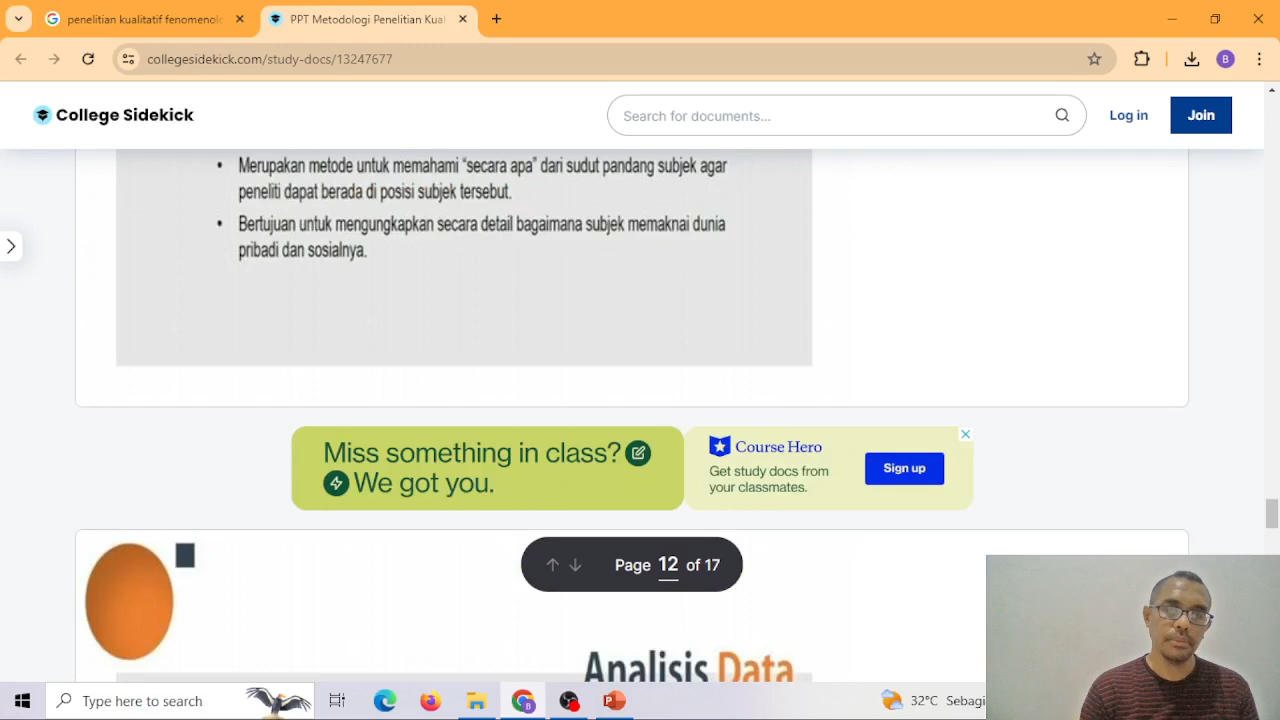 penelitian kualitatif fenomenolo
PPT Metodologi Penelitian Kual
collegesidekick.com/study-docs/13247677
B
College Sidekick
Search for documents...
Log in
Join
• Merupakan metode untuk memahami “secara apa” dari sudut pandang subjek agar
peneliti dapat berada di posisi subjek tersebut.
• Bertujuan untuk mengungkapkan secara detail bagaimana subjek memaknai dunia
pribadi dan sosialnya.
Miss something in class?
We got you.
Course Hero
Get study docs from
your classmates.
Sign up
Page 12 of 17
Analisis Data
Type here to search
32°C Sebagi